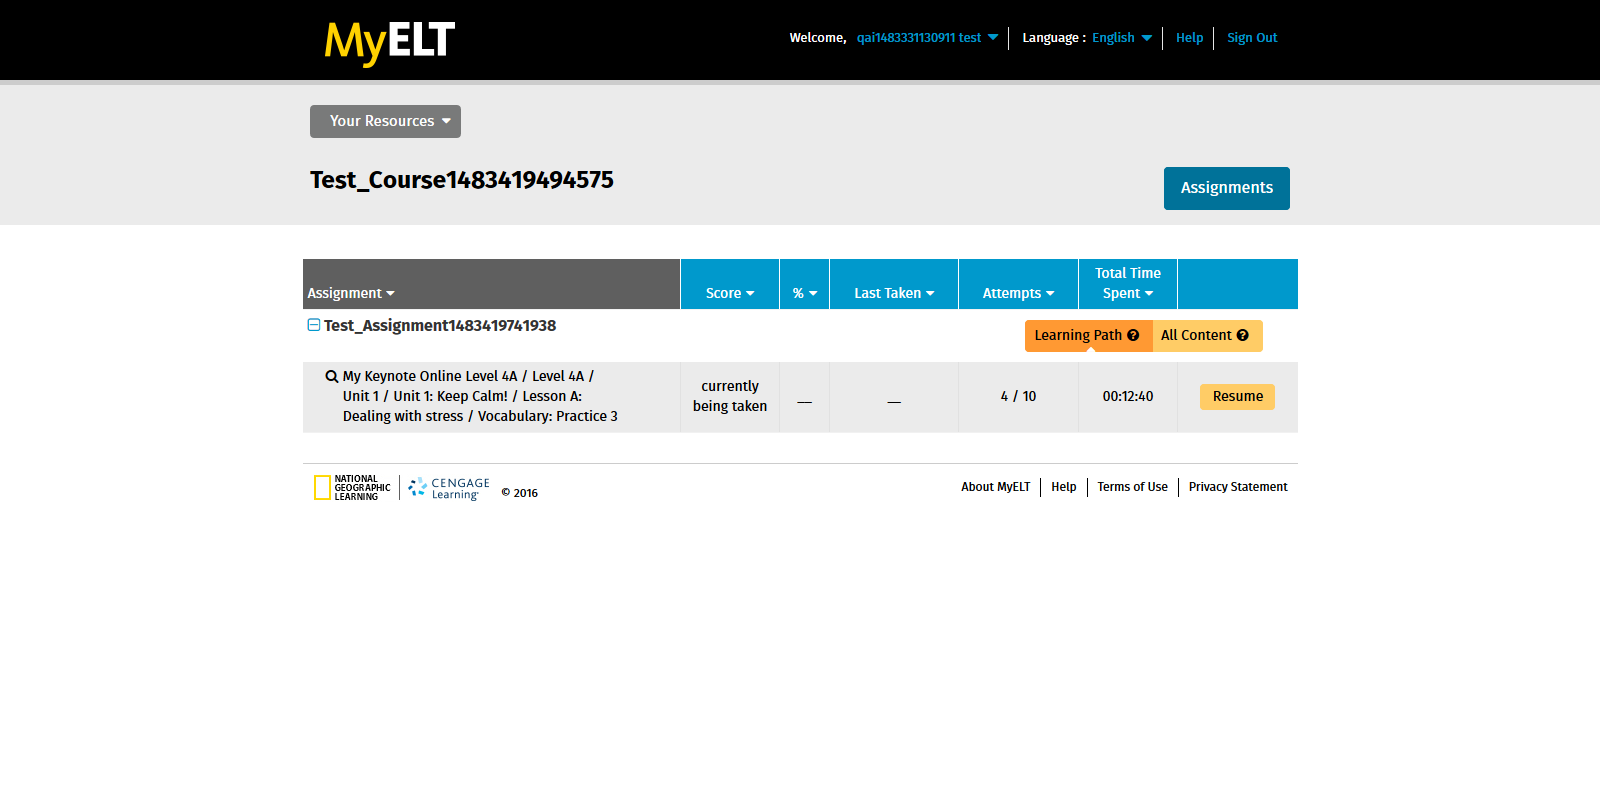 MyELT
Welcome, qai1483331130911 test Language : English Help Sign Out
Your Resources
Test_Course1483419494575
Assignments
Assignment Score % Last Taken Attempts Total Time
Spent
Test_Assignment1483419741938
Learning Path All Content
My Keynote Online Level 4A / Level 4A /
Unit 1 / Unit 1: Keep Calm! / Lesson A:
Dealing with stress / Vocabulary: Practice 3
currently
being taken
__
__
4 / 10
00:12:40
Resume
NATIONAL
GEOGRAPHIC
LEARNING
CENGAGE
Learning®
© 2016
About MyELT Help Terms of Use Privacy Statement